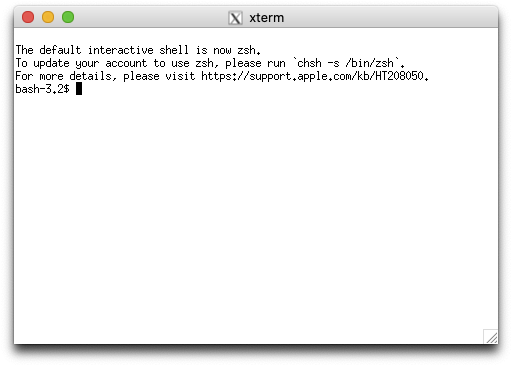 xterm
The default interactive shell is now zsh.
To update your account to use zsh, please run `chsh -s /bin/zsh`.
For more details, please visit https://support.apple.com/kb/HT208050.
bash-3.2$